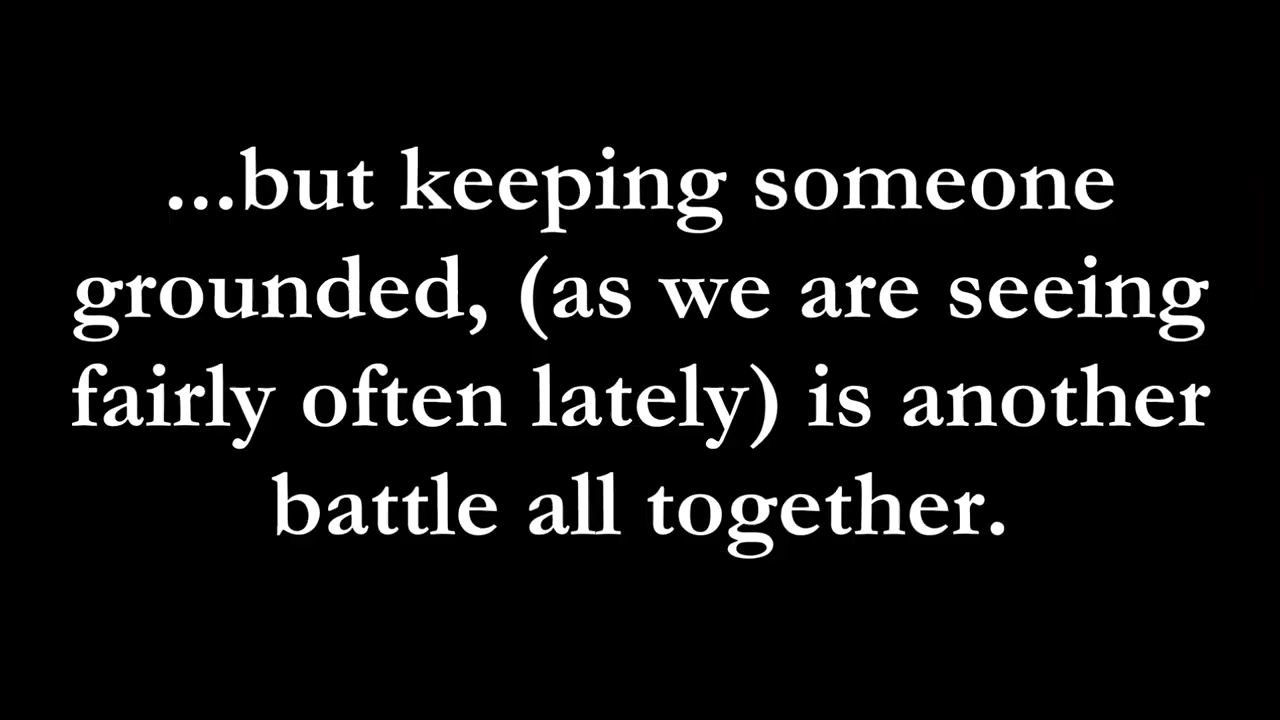 ...but keeping someone
grounded, (as we are seeing
fairly often lately) is another
battle all together.